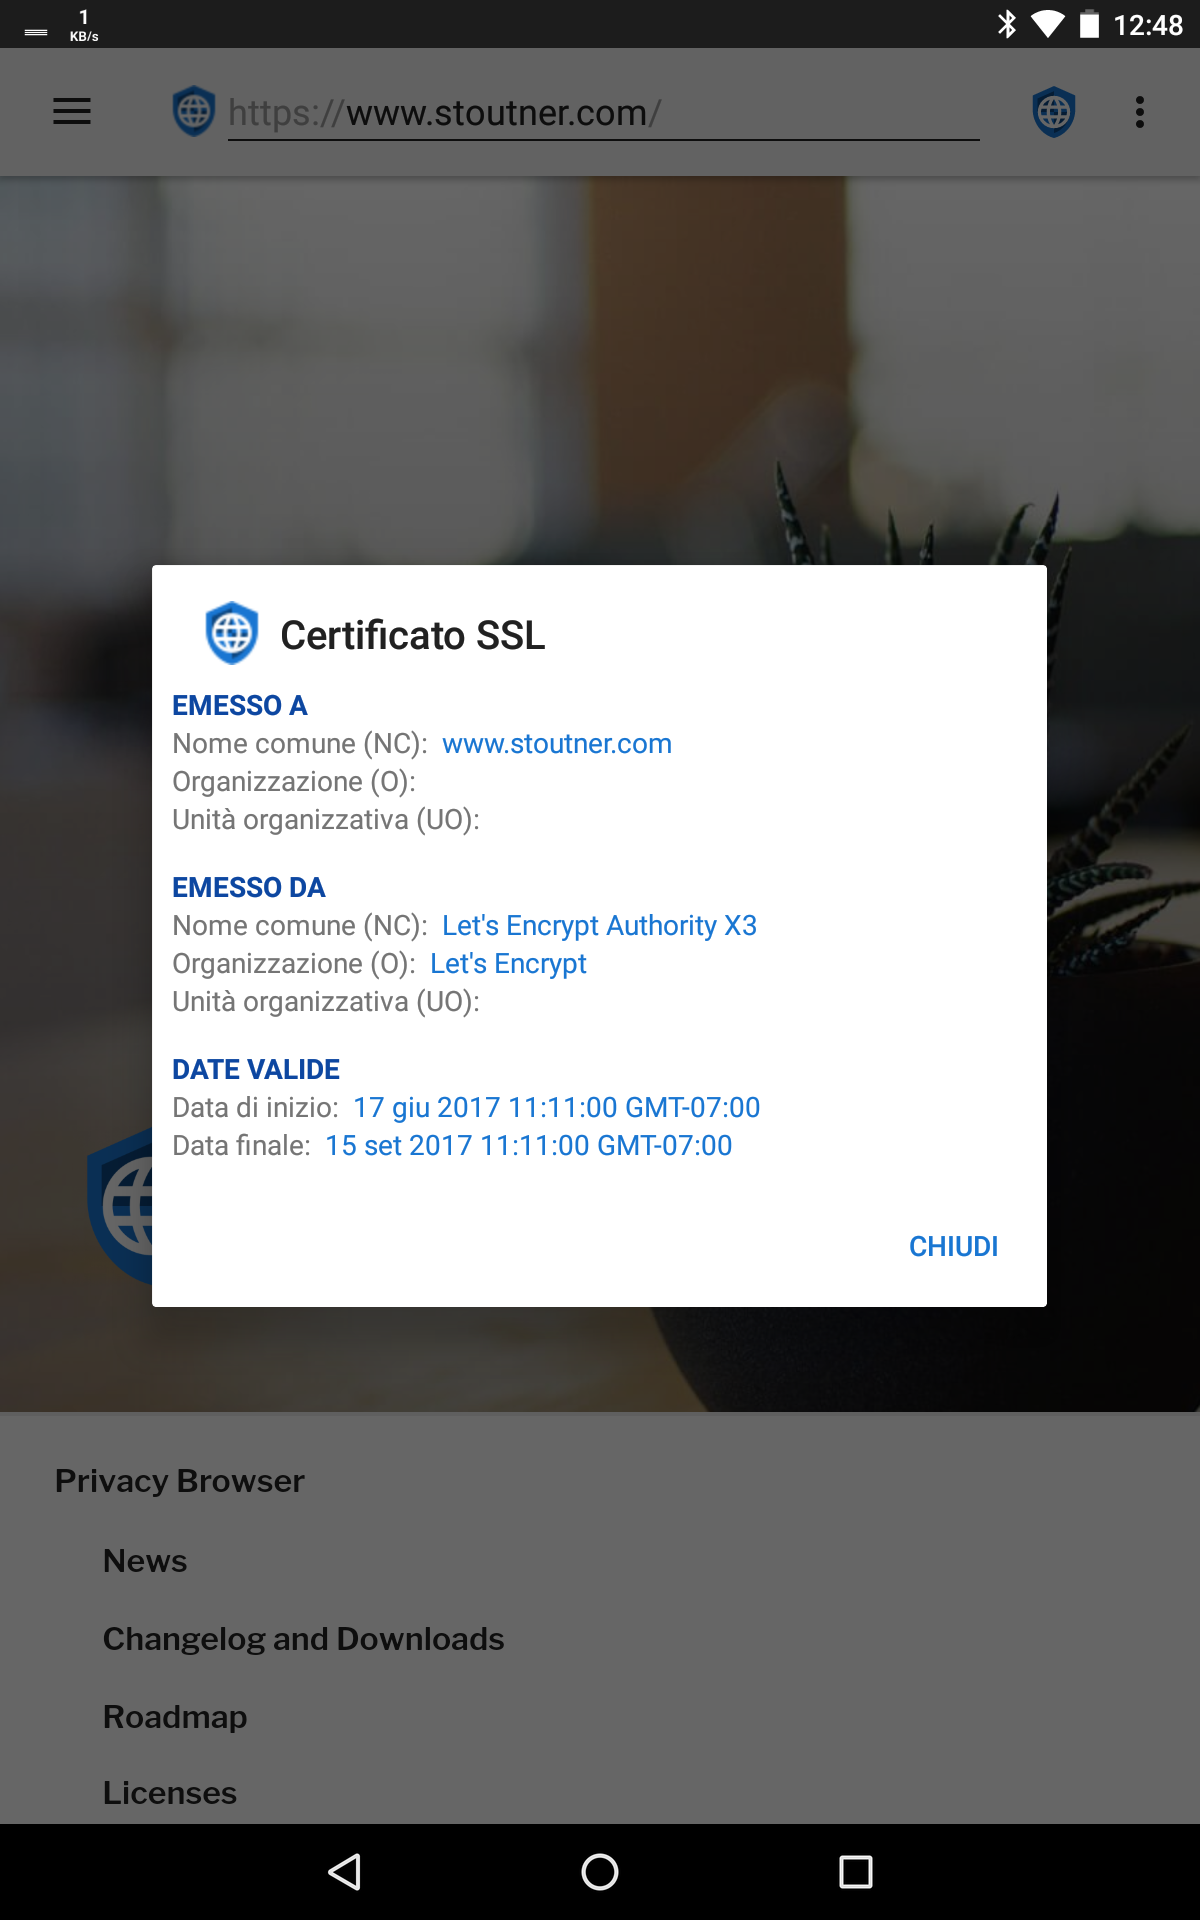 1
KB/s
12:48
https://www.stoutner.com/
Certificato SSL
EMESSO A
Nome comune (NC): www.stoutner.com
Organizzazione (O):
Unità organizzativa (UO):
EMESSO DA
Nome comune (NC): Let's Encrypt Authority X3
Organizzazione (O): Let's Encrypt
Unità organizzativa (UO):
DATE VALIDE
Data di inizio: 17 giu 2017 11:11:00 GMT-07:00
Data finale: 15 set 2017 11:11:00 GMT-07:00
CHIUDI
Privacy Browser
News
Changelog and Downloads
Roadmap
Licenses